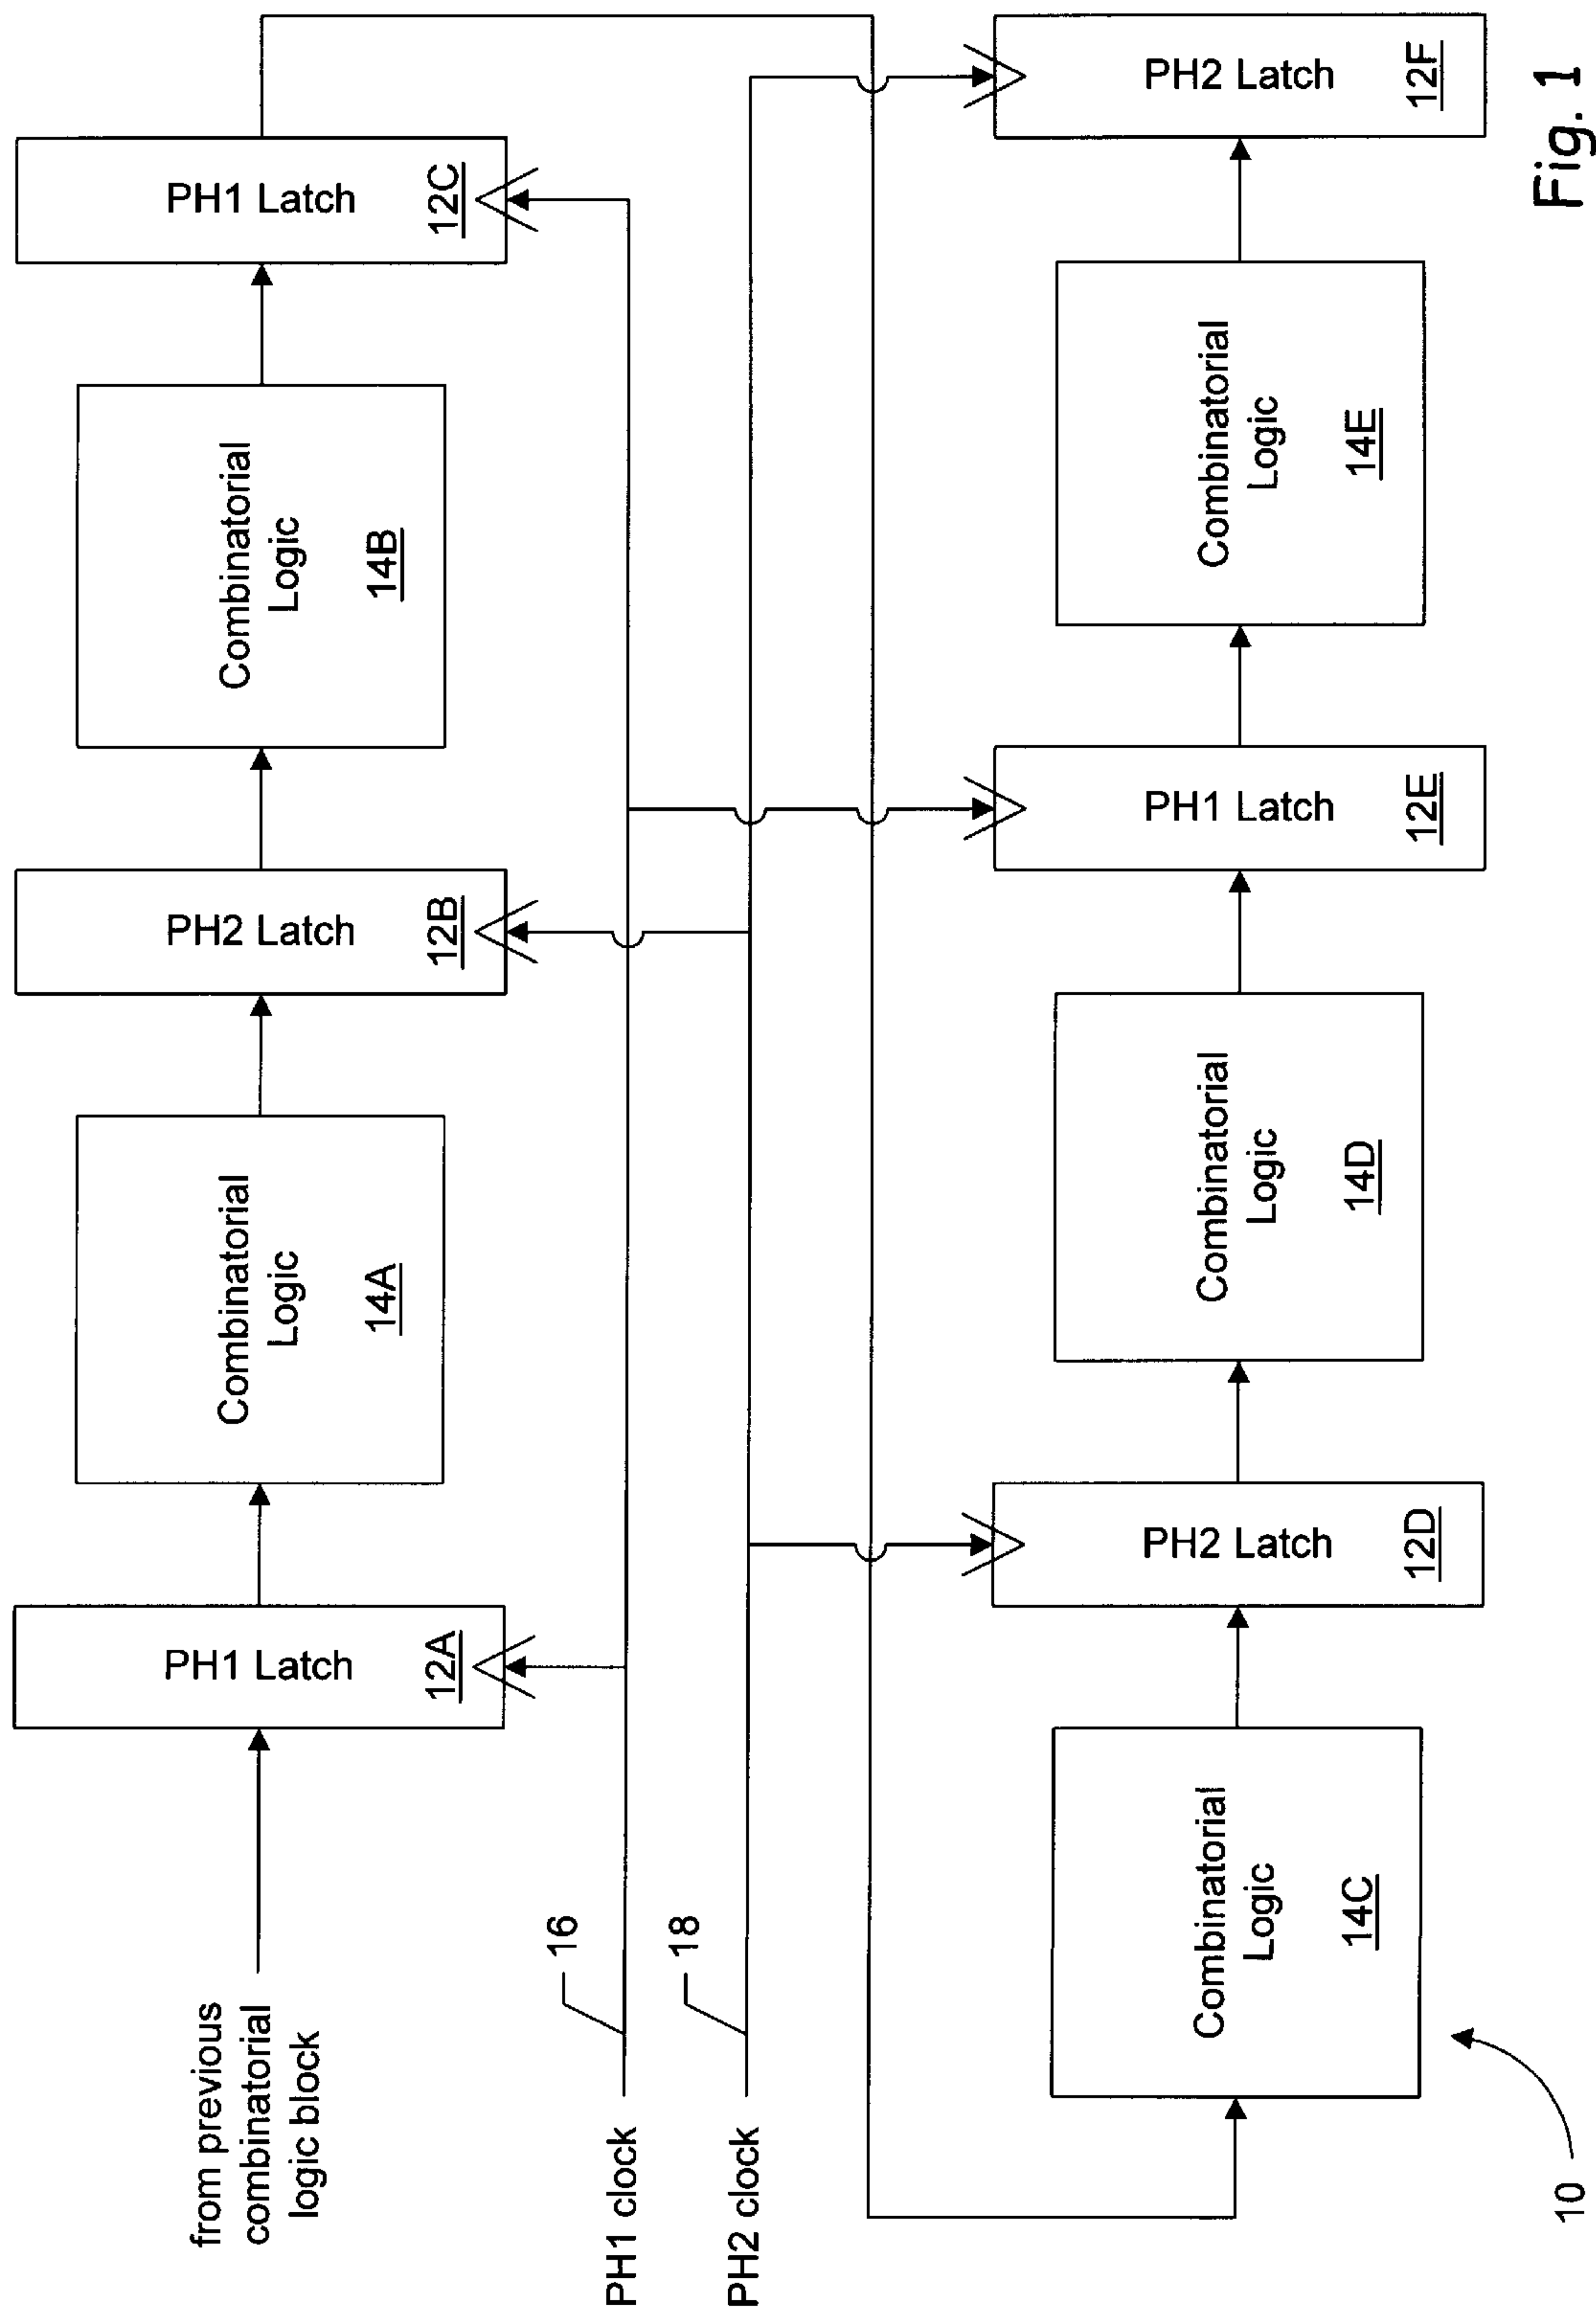 from previous
combinatorial
logic block
PH1 Latch
12A
Combinatorial
Logic
14A
PH2 Latch
12B
Combinatorial
Logic
14B
PH1 Latch
12C
PH1 clock
16
PH2 clock
18
Combinatorial
Logic
14C
PH2 Latch
12D
Combinatorial
Logic
14D
PH1 Latch
12E
Combinatorial
Logic
14E
PH2 Latch
12F
10
Fig. 1